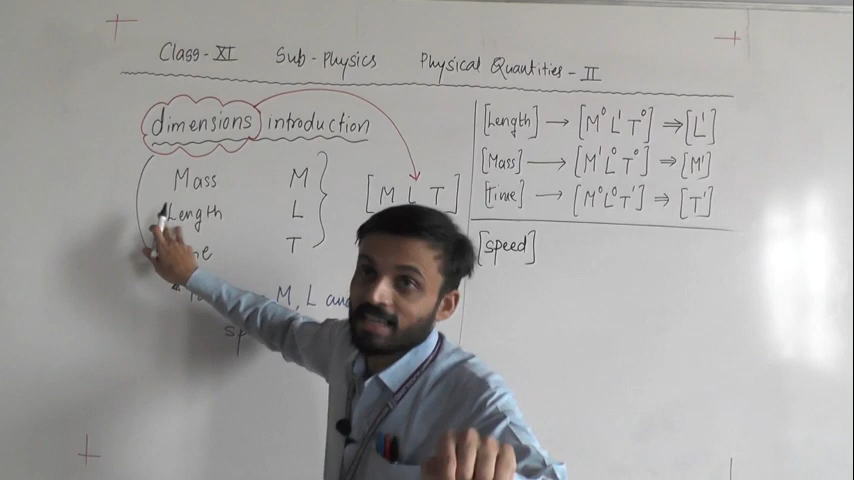 Class-XI Sub-Physics Physical Quantities-II
dimensions introduction
Mass M
Length L
T
[M L T]
M, L and
[Length] → [M⁰ L¹ T⁰] ⇒ [L¹]
[Mass] → [M¹ L⁰ T⁰] ⇒ [M¹]
[Time] → [M⁰ L⁰ T¹] ⇒ [T¹]
[Speed]